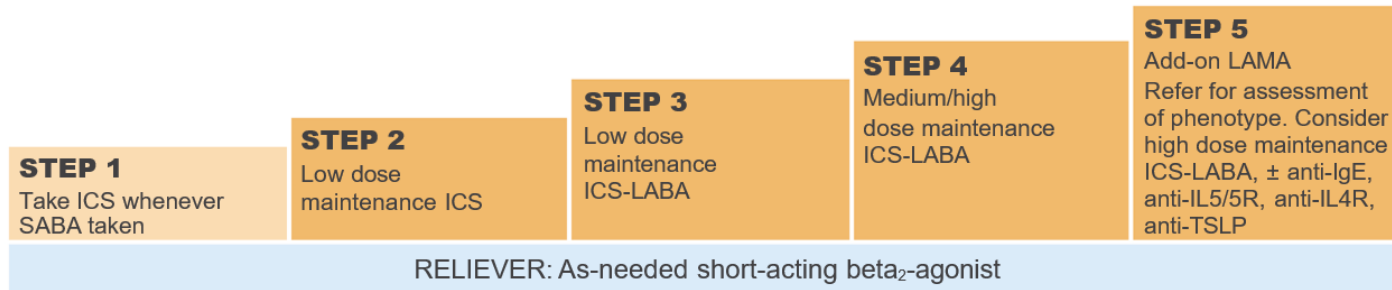 STEP 1
Take ICS whenever
SABA taken
STEP 2
Low dose
maintenance ICS
STEP 3
Low dose
maintenance
ICS-LABA
STEP 4
Medium/high
dose maintenance
ICS-LABA
STEP 5
Add-on LAMA
Refer for assessment
of phenotype. Consider
high dose maintenance
ICS-LABA, ± anti-IgE,
anti-IL5/5R, anti-IL4R,
anti-TSLP
RELIEVER: As-needed short-acting beta₂-agonist